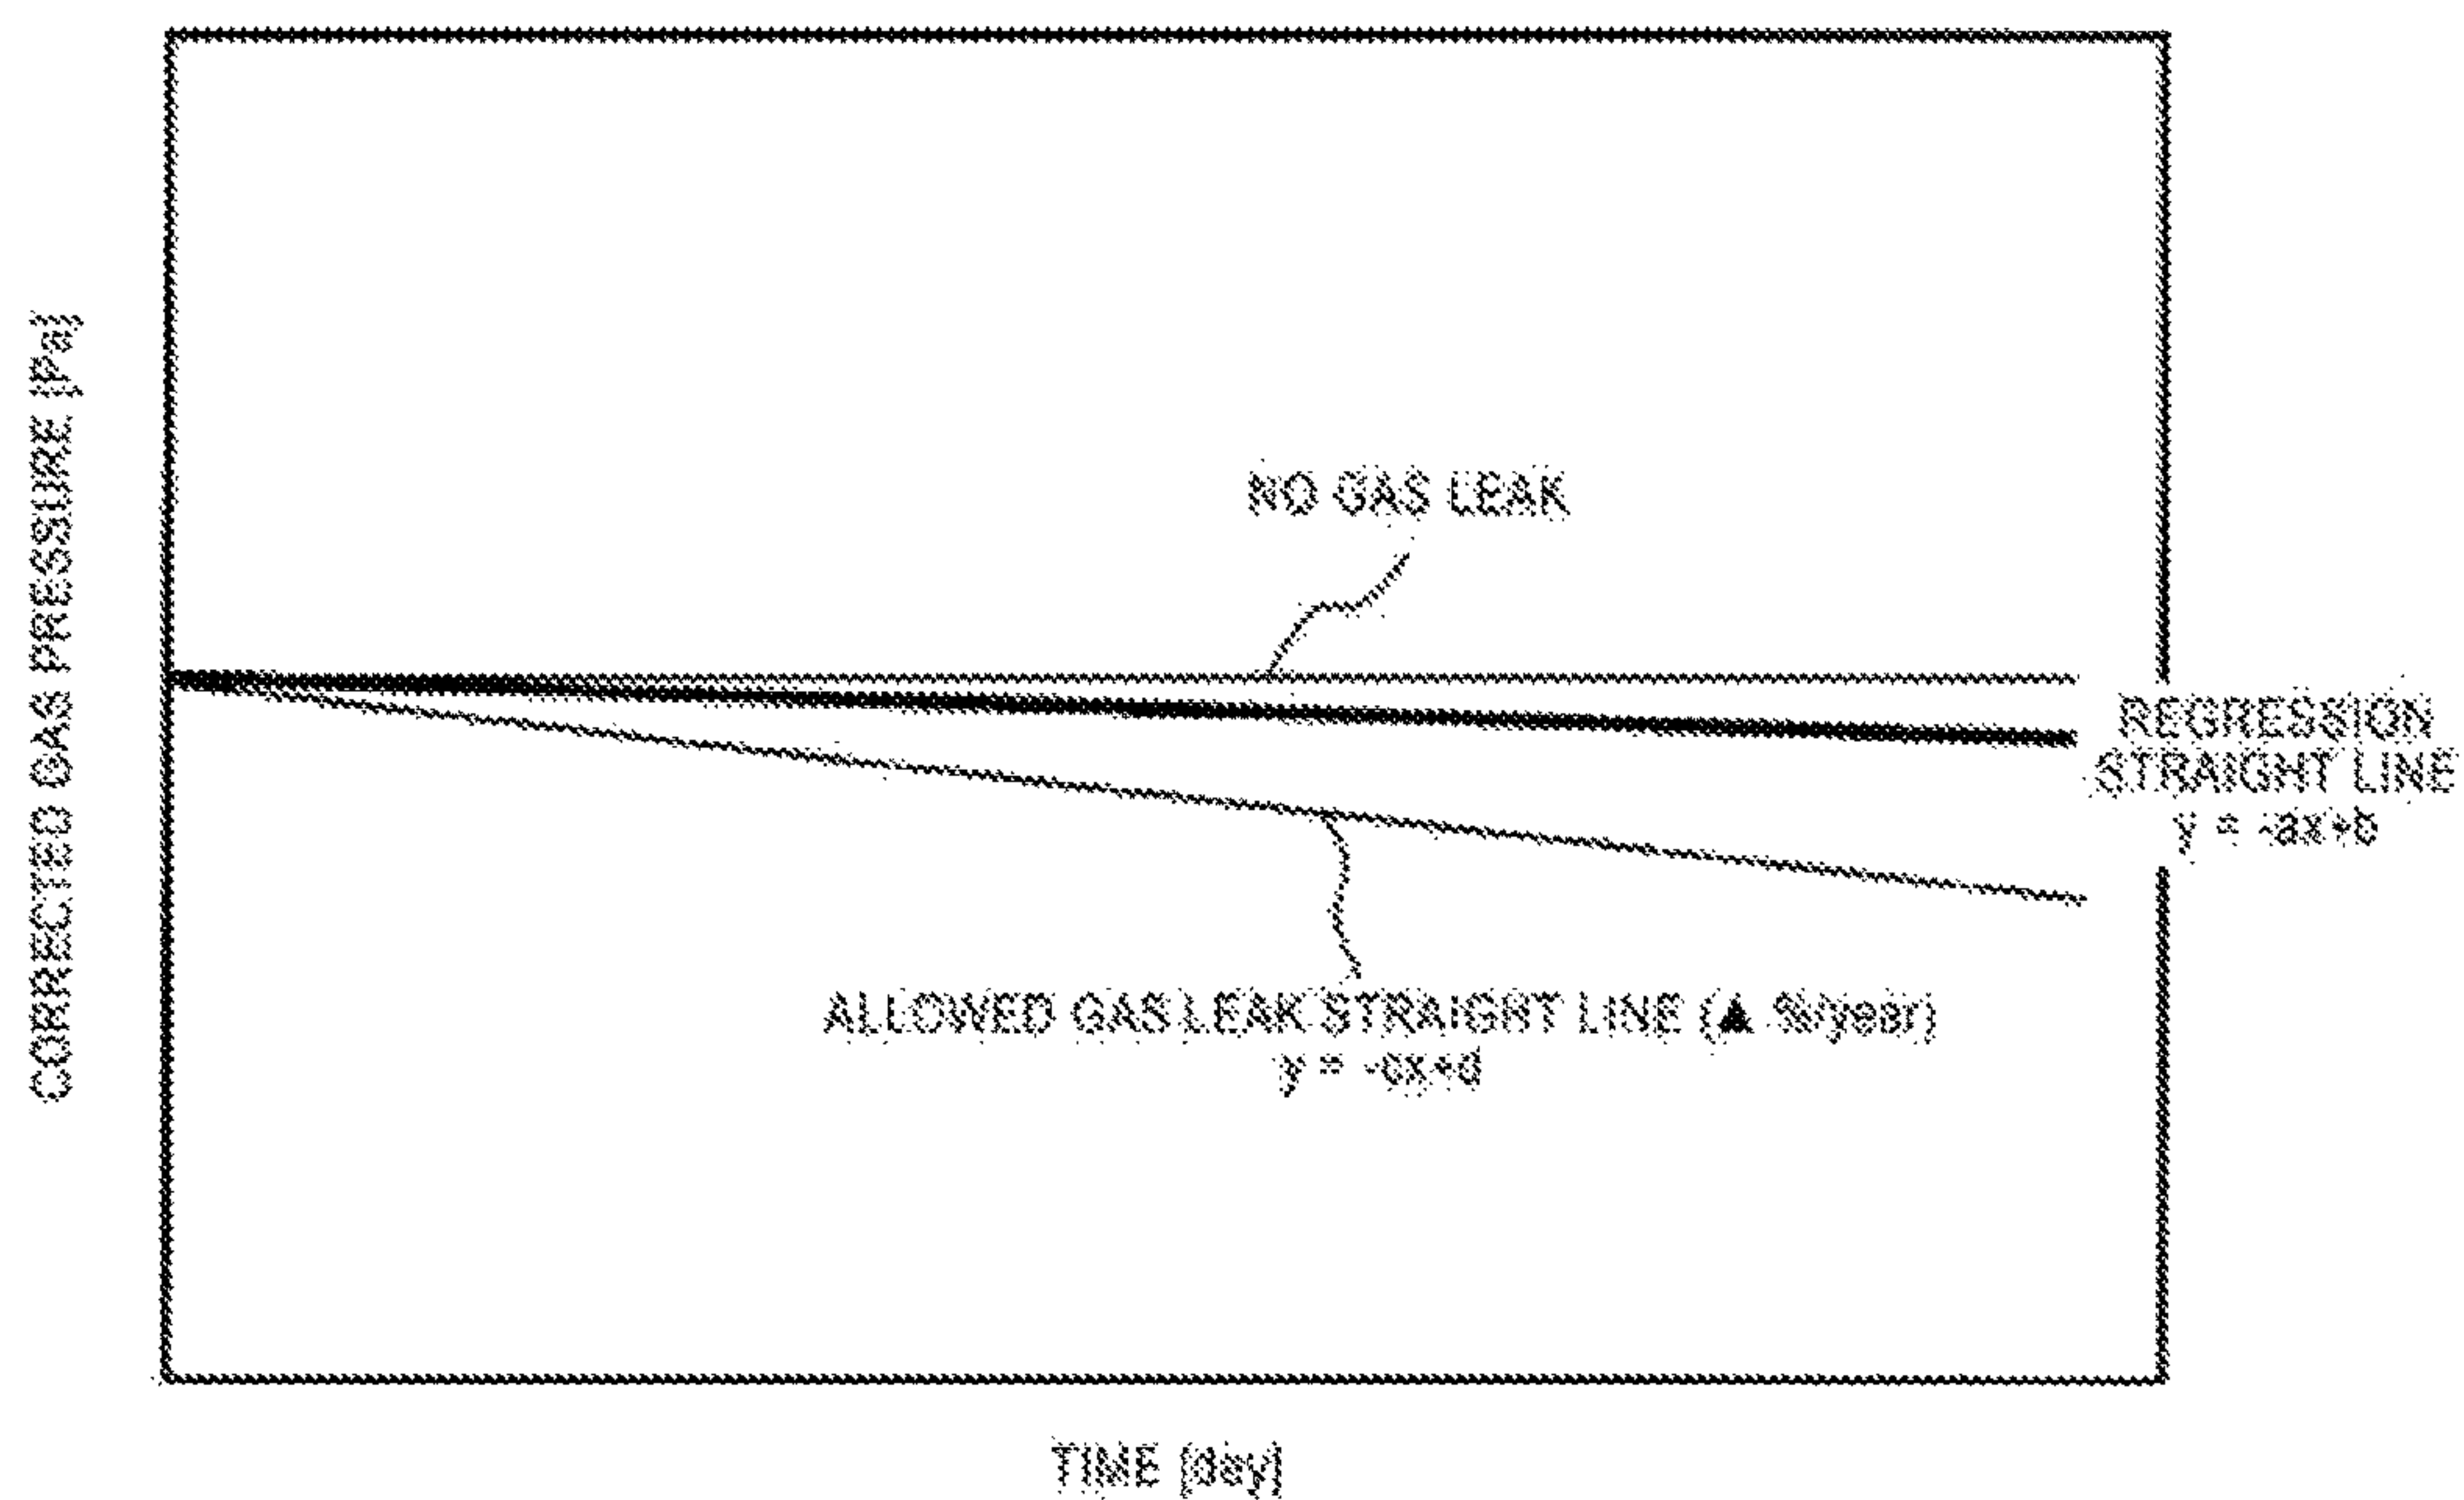 CORRECTED GAS PRESSURE [Pa]
NO GAS LEAK
REGRESSION
STRAIGHT LINE
y = -ax+b
ALLOWED GAS LEAK STRAIGHT LINE (▲ %/year)
y = -cx+d
TIME [Day]